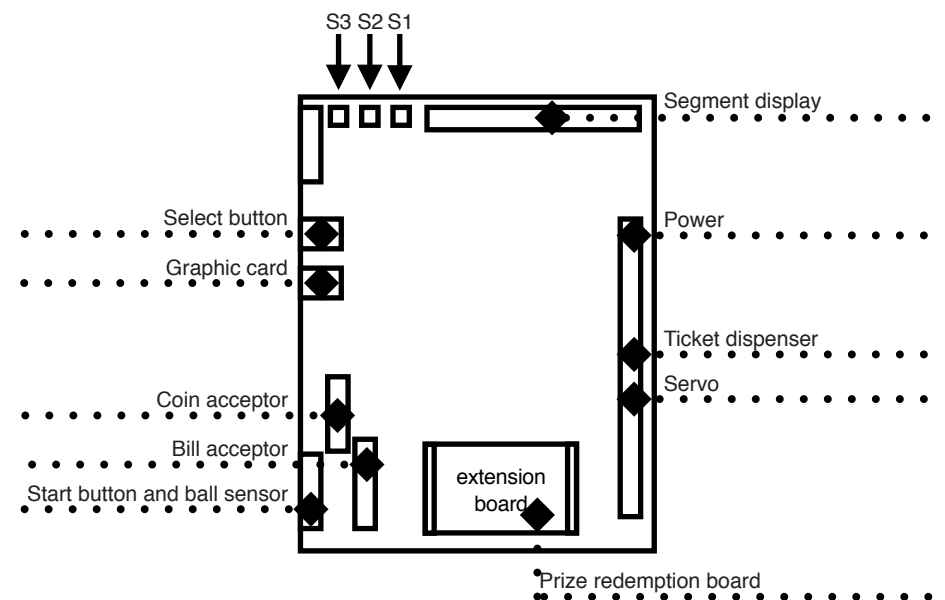 S3 S2 S1
Segment display
Select button
Power
Graphic card
Ticket dispenser
Servo
Coin acceptor
Bill acceptor
Start button and ball sensor
extension
board
Prize redemption board